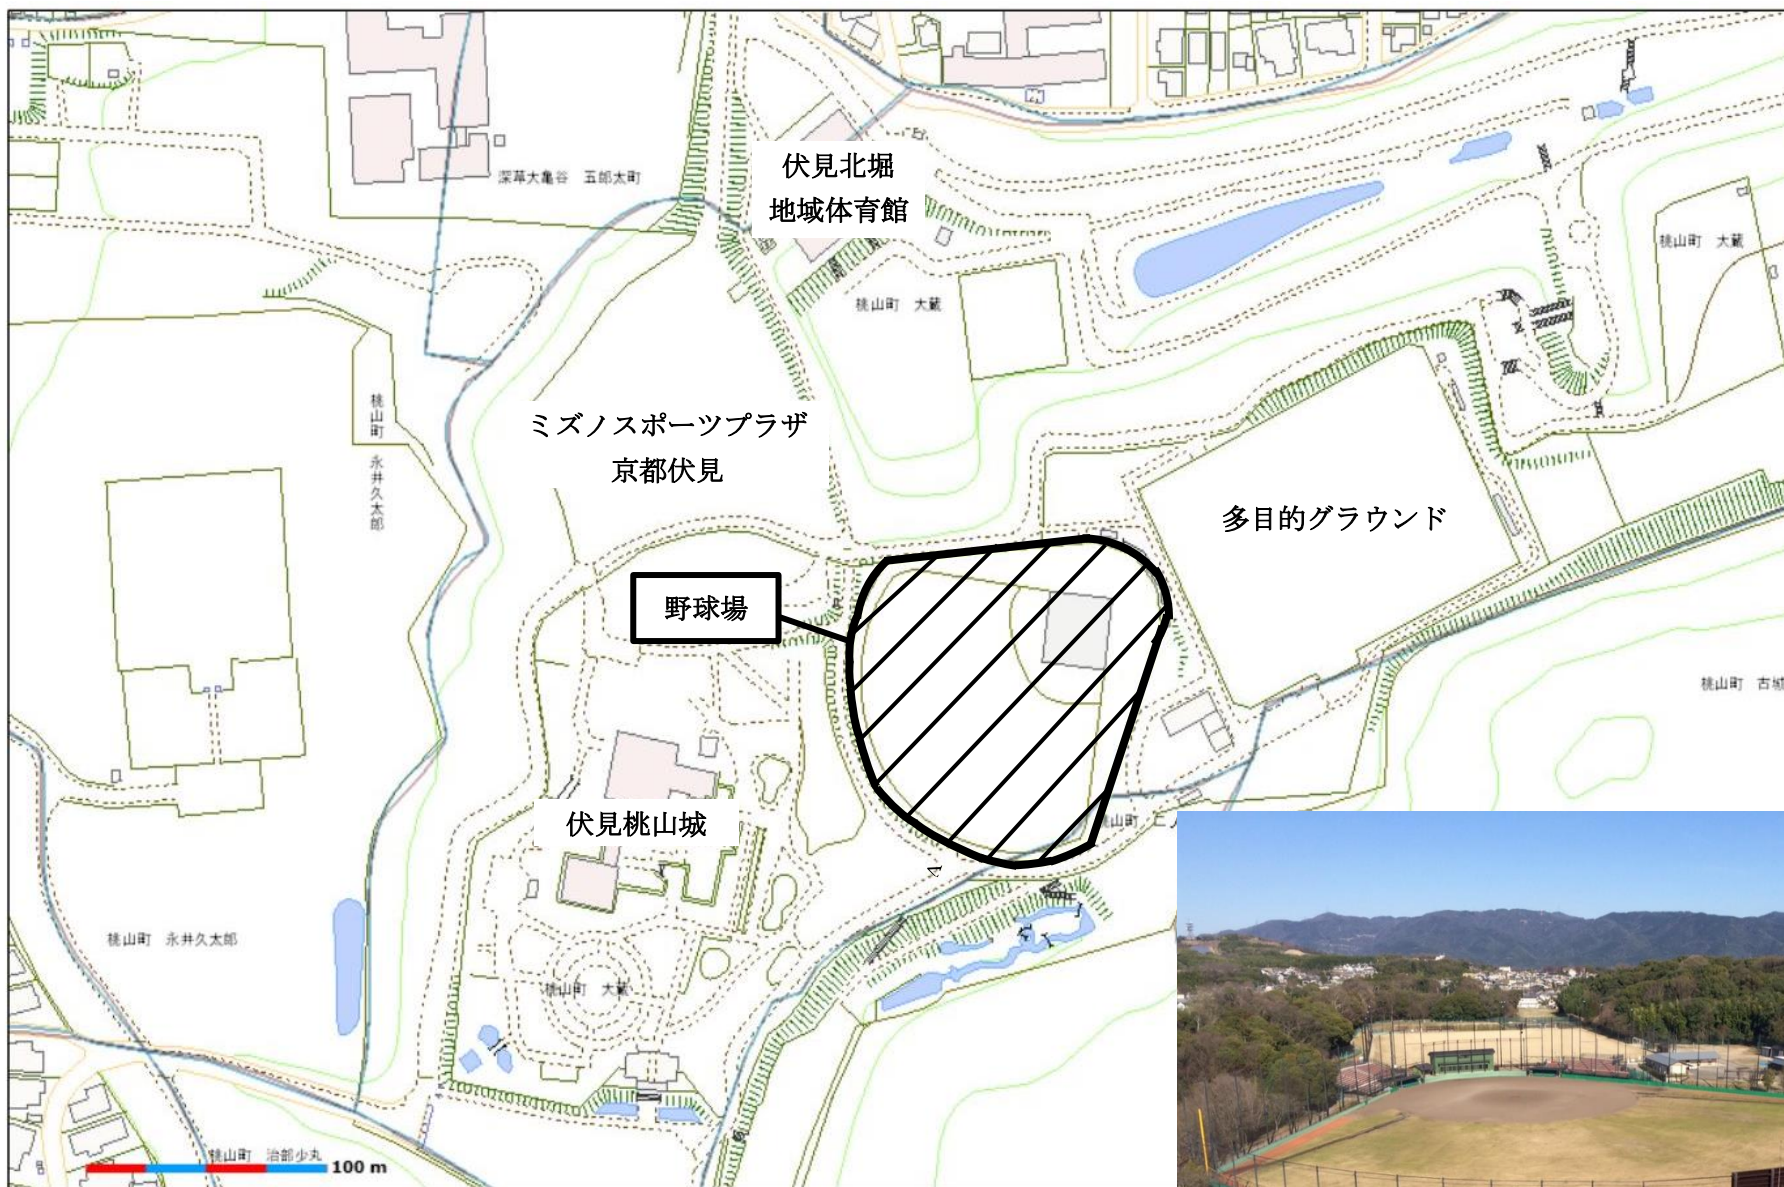 伏見北堀
地域体育館
深草大亀谷 五郎太町
桃山町 大蔵
桃山町 大蔵
桃山町 永井久太郎
ミズノスポーツプラザ
京都伏見
多目的グラウンド
野球場
桃山町 古城
伏見桃山城
桃山町
桃山町 永井久太郎
桃山町 大蔵
桃山町 治部少丸
100 m